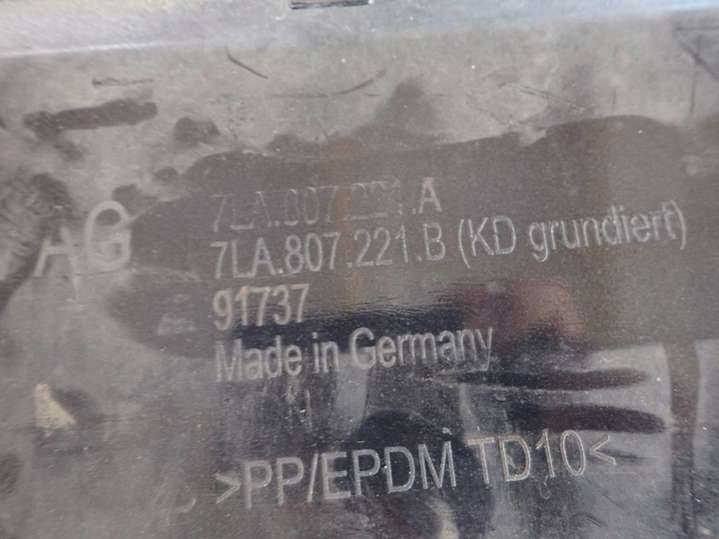 7LA.807.221.A
AG
7LA.807.221.B (KD grundiert)
91737
Made in Germany
>PP/EPDM TD10<